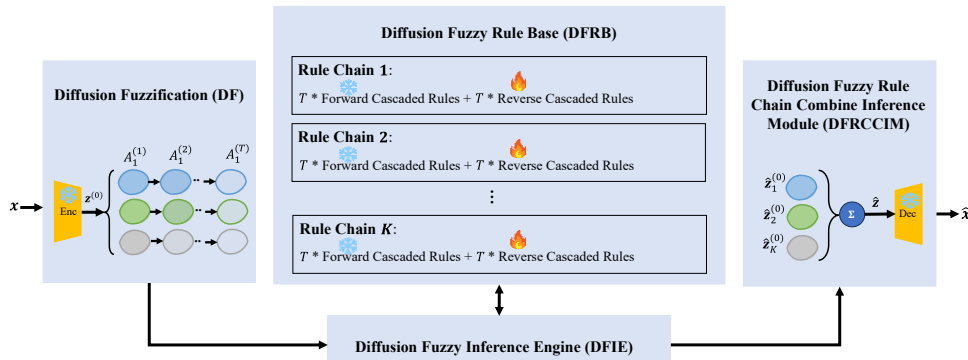 Diffusion Fuzzification (DF)
A₁⁽¹⁾ A₁⁽²⁾ A₁⁽ᵀ⁾
x z⁽⁰⁾
Enc
Diffusion Fuzzy Rule Base (DFRB)
Rule Chain 1:
T * Forward Cascaded Rules + T * Reverse Cascaded Rules
Rule Chain 2:
T * Forward Cascaded Rules + T * Reverse Cascaded Rules
⋮
Rule Chain K:
T * Forward Cascaded Rules + T * Reverse Cascaded Rules
Diffusion Fuzzy Rule
Chain Combine Inference
Module (DFRCCIM)
ẑ₁⁽⁰⁾
ẑ₂⁽⁰⁾
ẑ_K⁽⁰⁾
Σ ẑ Dec x̂
Diffusion Fuzzy Inference Engine (DFIE)